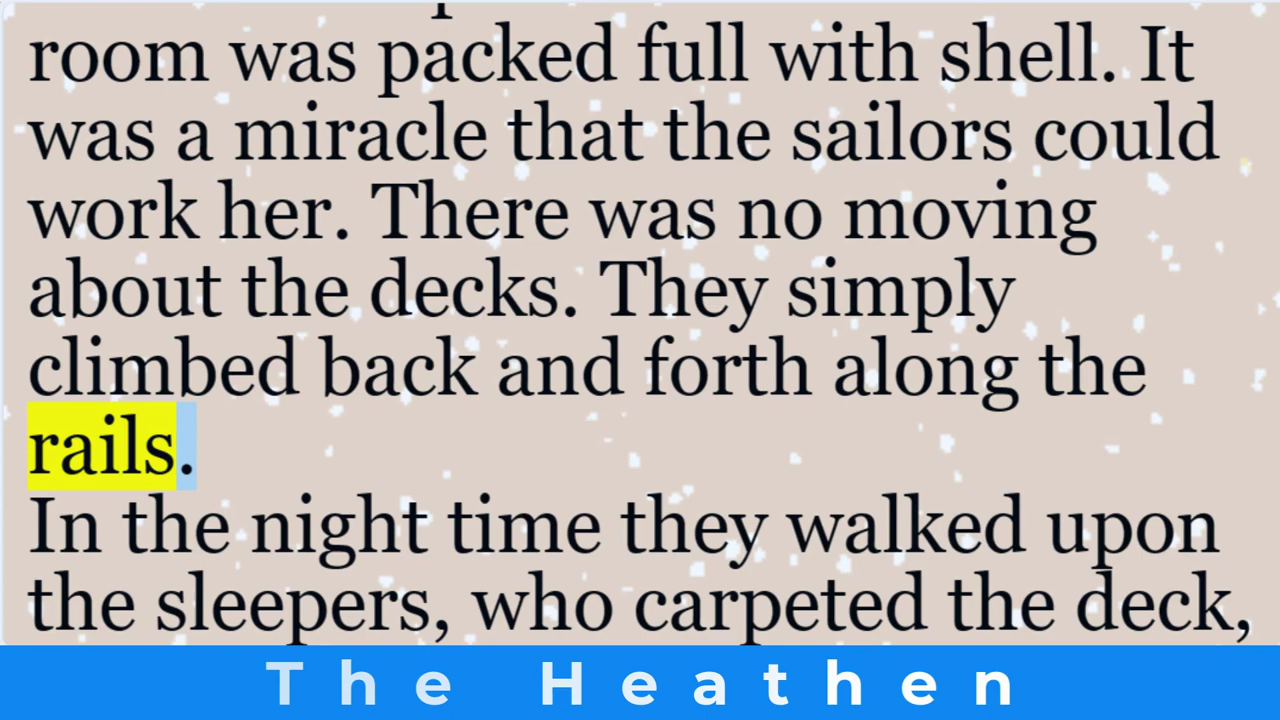 room was packed full with shell. It
was a miracle that the sailors could
work her. There was no moving
about the decks. They simply
climbed back and forth along the
rails.
In the night time they walked upon
the sleepers, who carpeted the deck,
The Heathen